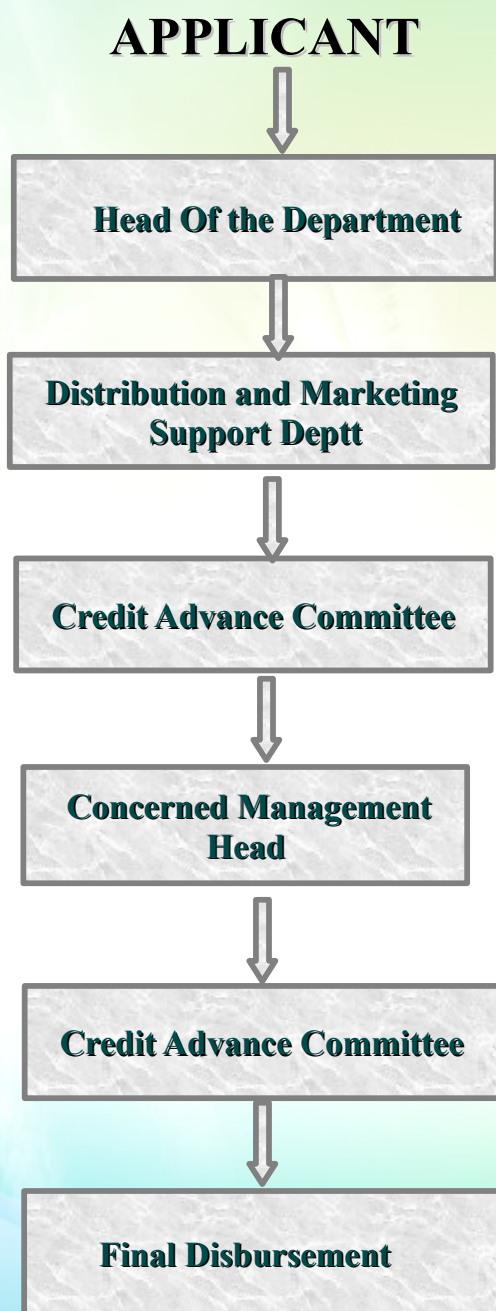 APPLICANT
Head Of the Department
Distribution and Marketing
Support Deptt
Credit Advance Committee
Concerned Management
Head
Credit Advance Committee
Final Disbursement